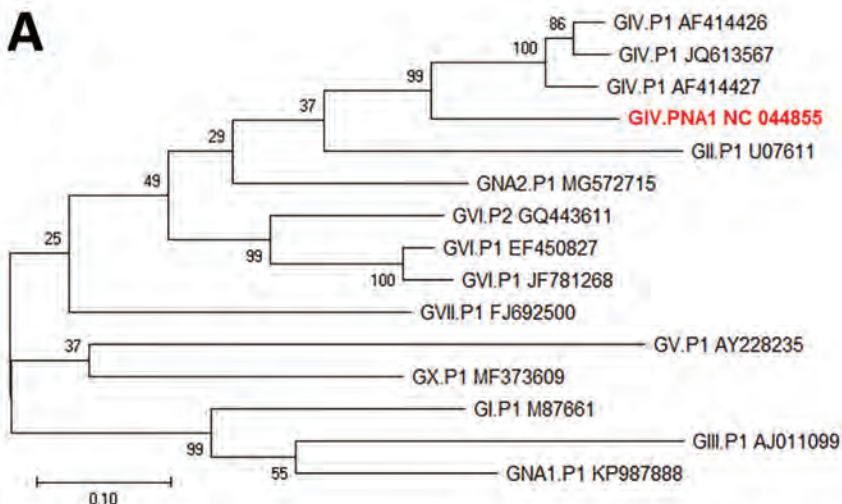 A
86
GIV.P1 AF414426
GIV.P1 JQ613567
100
GIV.P1 AF414427
99
GIV.PNA1 NC 044855
37
GII.P1 U07611
29
GNA2.P1 MG572715
49
GVI.P2 GQ443611
99
GVI.P1 EF450827
100
GVI.P1 JF781268
25
GVII.P1 FJ692500
37
GV.P1 AY228235
GX.P1 MF373609
GI.P1 M87661
99
GIII.P1 AJ011099
55
GNA1.P1 KP987888
0.10